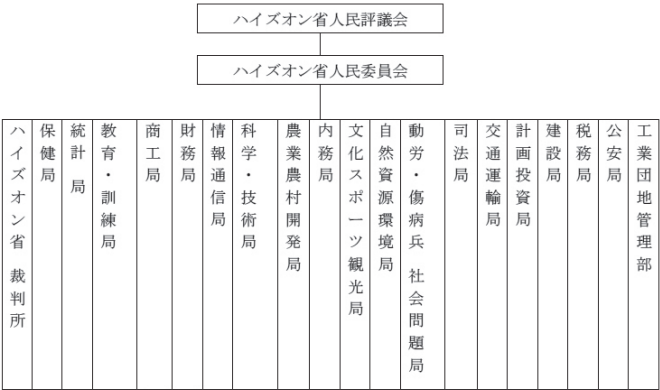 ハイズオン省人民評議会
ハイズオン省人民委員会
ハイズオン省 裁判所
保健局
統計 局
教育・訓練局
商工局
財務局
情報通信局
科学・技術局
農業農村開発局
内務局
文化スポーツ観光局
自然資源環境局
動労・傷病兵 社会問題局
司法局
交通運輸局
計画投資局
建設局
税務局
公安局
工業団地管理部